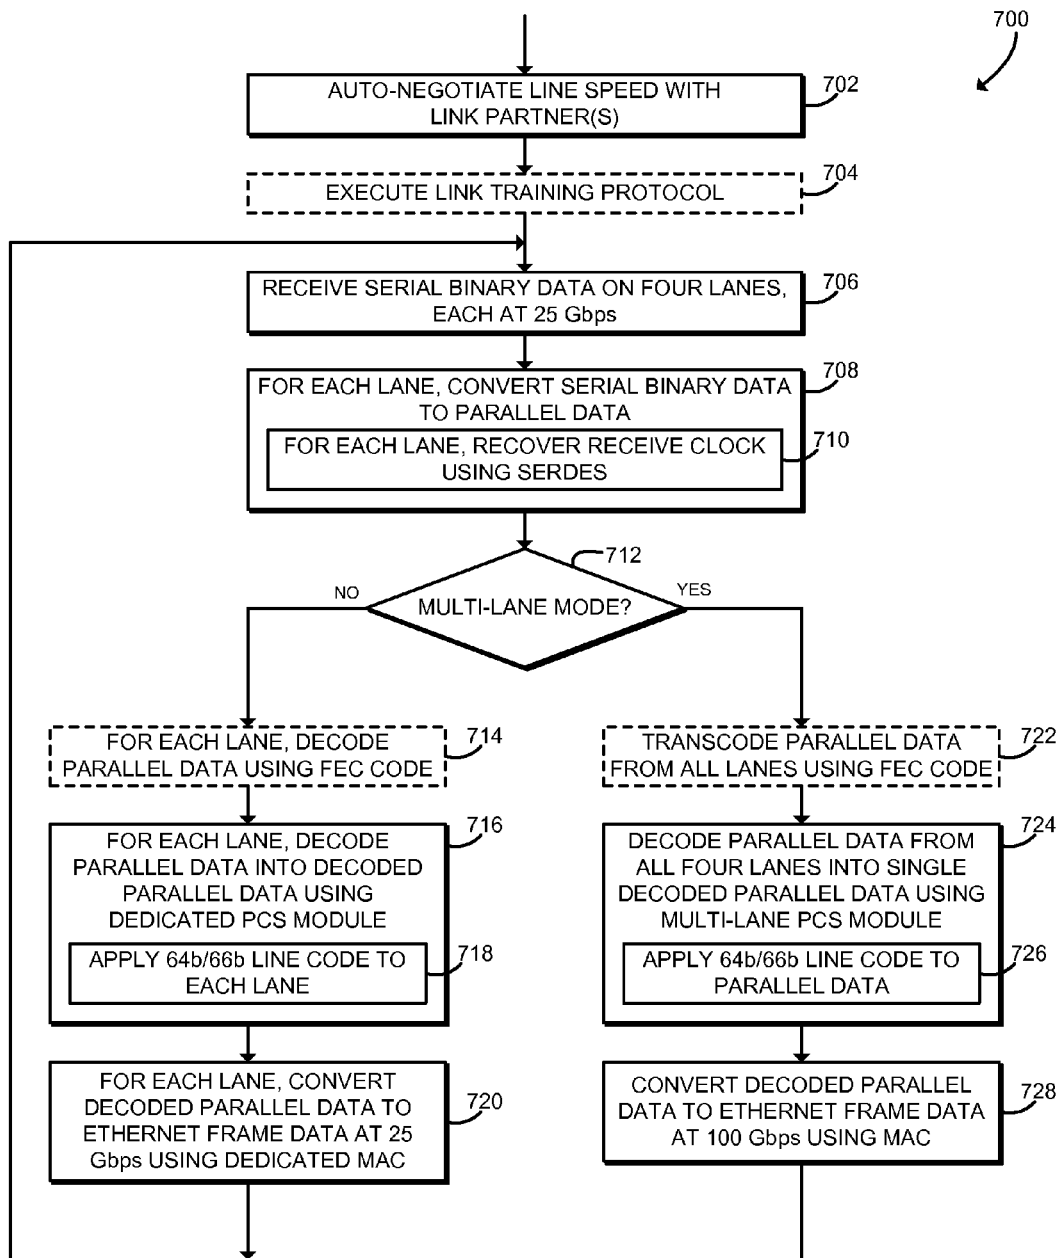 700
AUTO-NEGOTIATE LINE SPEED WITH
LINK PARTNER(S)
702
EXECUTE LINK TRAINING PROTOCOL
704
RECEIVE SERIAL BINARY DATA ON FOUR LANES,
EACH AT 25 Gbps
706
FOR EACH LANE, CONVERT SERIAL BINARY DATA
TO PARALLEL DATA
708
FOR EACH LANE, RECOVER RECEIVE CLOCK
USING SERDES
710
MULTI-LANE MODE?
712
NO
YES
FOR EACH LANE, DECODE
PARALLEL DATA USING FEC CODE
714
FOR EACH LANE, DECODE
PARALLEL DATA INTO DECODED
PARALLEL DATA USING
DEDICATED PCS MODULE
716
APPLY 64b/66b LINE CODE TO
EACH LANE
718
FOR EACH LANE, CONVERT
DECODED PARALLEL DATA TO
ETHERNET FRAME DATA AT 25
Gbps USING DEDICATED MAC
720
TRANSCODE PARALLEL DATA
FROM ALL LANES USING FEC CODE
722
DECODE PARALLEL DATA FROM
ALL FOUR LANES INTO SINGLE
DECODED PARALLEL DATA USING
MULTI-LANE PCS MODULE
724
APPLY 64b/66b LINE CODE TO
PARALLEL DATA
726
CONVERT DECODED PARALLEL
DATA TO ETHERNET FRAME DATA
AT 100 Gbps USING MAC
728